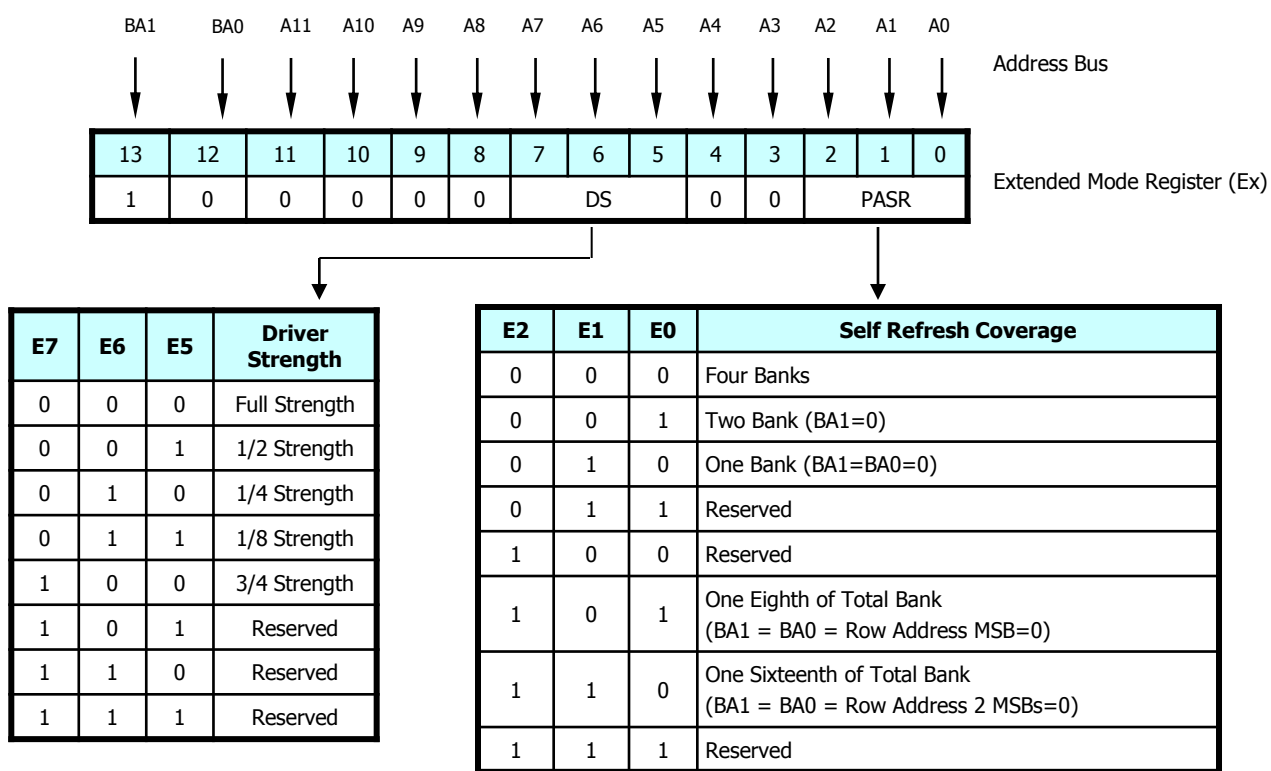 BA1 BA0 A11 A10 A9 A8 A7 A6 A5 A4 A3 A2 A1 A0
Address Bus
13 12 11 10 9 8 7 6 5 4 3 2 1 0
1 0 0 0 0 0 DS 0 0 PASR
Extended Mode Register (Ex)
E7 E6 E5 Driver
Strength
0 0 0 Full Strength
0 0 1 1/2 Strength
0 1 0 1/4 Strength
0 1 1 1/8 Strength
1 0 0 3/4 Strength
1 0 1 Reserved
1 1 0 Reserved
1 1 1 Reserved
E2 E1 E0 Self Refresh Coverage
0 0 0 Four Banks
0 0 1 Two Bank (BA1=0)
0 1 0 One Bank (BA1=BA0=0)
0 1 1 Reserved
1 0 0 Reserved
1 0 1 One Eighth of Total Bank
(BA1 = BA0 = Row Address MSB=0)
1 1 0 One Sixteenth of Total Bank
(BA1 = BA0 = Row Address 2 MSBs=0)
1 1 1 Reserved